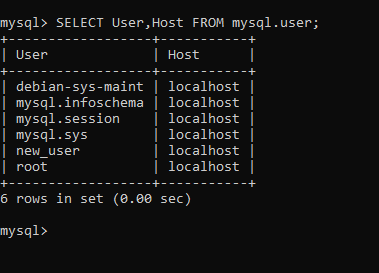 mysql> SELECT User,Host FROM mysql.user;
+------------------+-----------+
| User             | Host      |
+------------------+-----------+
| debian-sys-maint | localhost |
| mysql.infoschema | localhost |
| mysql.session    | localhost |
| mysql.sys        | localhost |
| new_user         | localhost |
| root             | localhost |
+------------------+-----------+
6 rows in set (0.00 sec)
mysql>